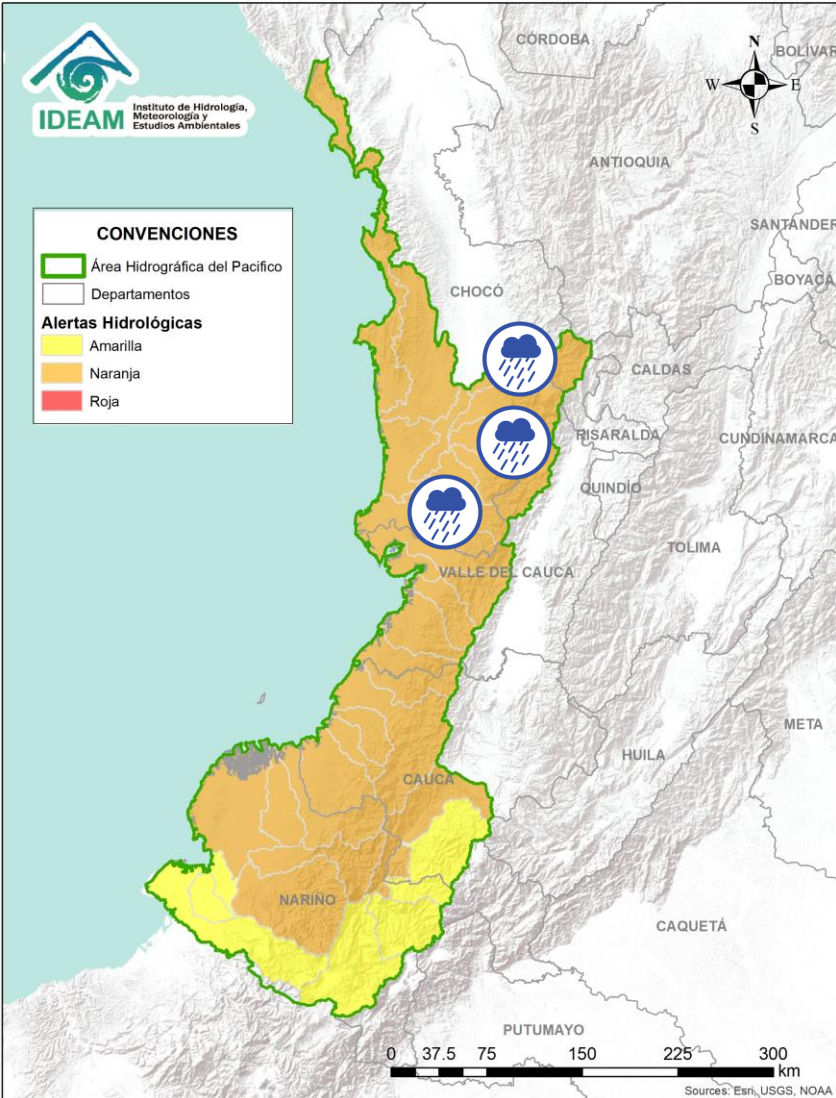 IDEAM
Instituto de Hidrología,
Meteorología y
Estudios Ambientales
CONVENCIONES
Área Hidrográfica del Pacifico
Departamentos
Alertas Hidrológicas
Amarilla
Naranja
Roja
N
W
E
S
CÓRDOBA
BOLÍVAR
ANTIOQUIA
SANTANDER
BOYACÁ
CHOCÓ
CALDAS
RISARALDA
CUNDINAMARCA
QUINDÍO
TOLIMA
VALLE DEL CAUCA
META
HUILA
CAUCA
NARIÑO
CAQUETÁ
PUTUMAYO
0 37.5 75 150 225 300
km
Sources: Esri, USGS, NOAA